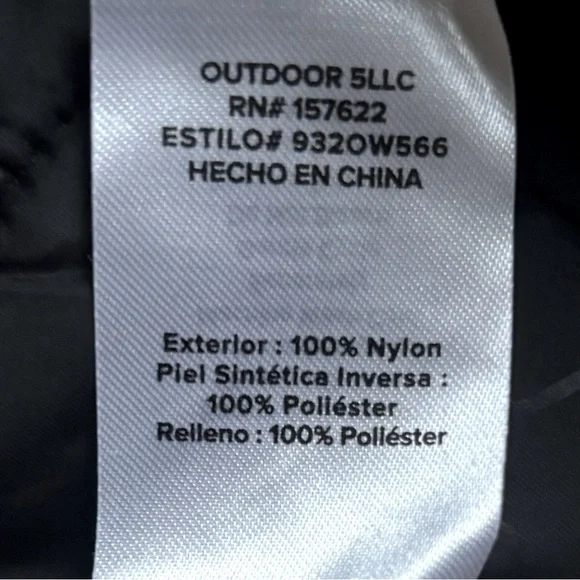 OUTDOOR 5LLC
RN# 157622
ESTILO# 932OW566
HECHO EN CHINA
Exterior : 100% Nylon
Piel Sintética Inversa :
100% Poliéster
Relleno : 100% Poliéster